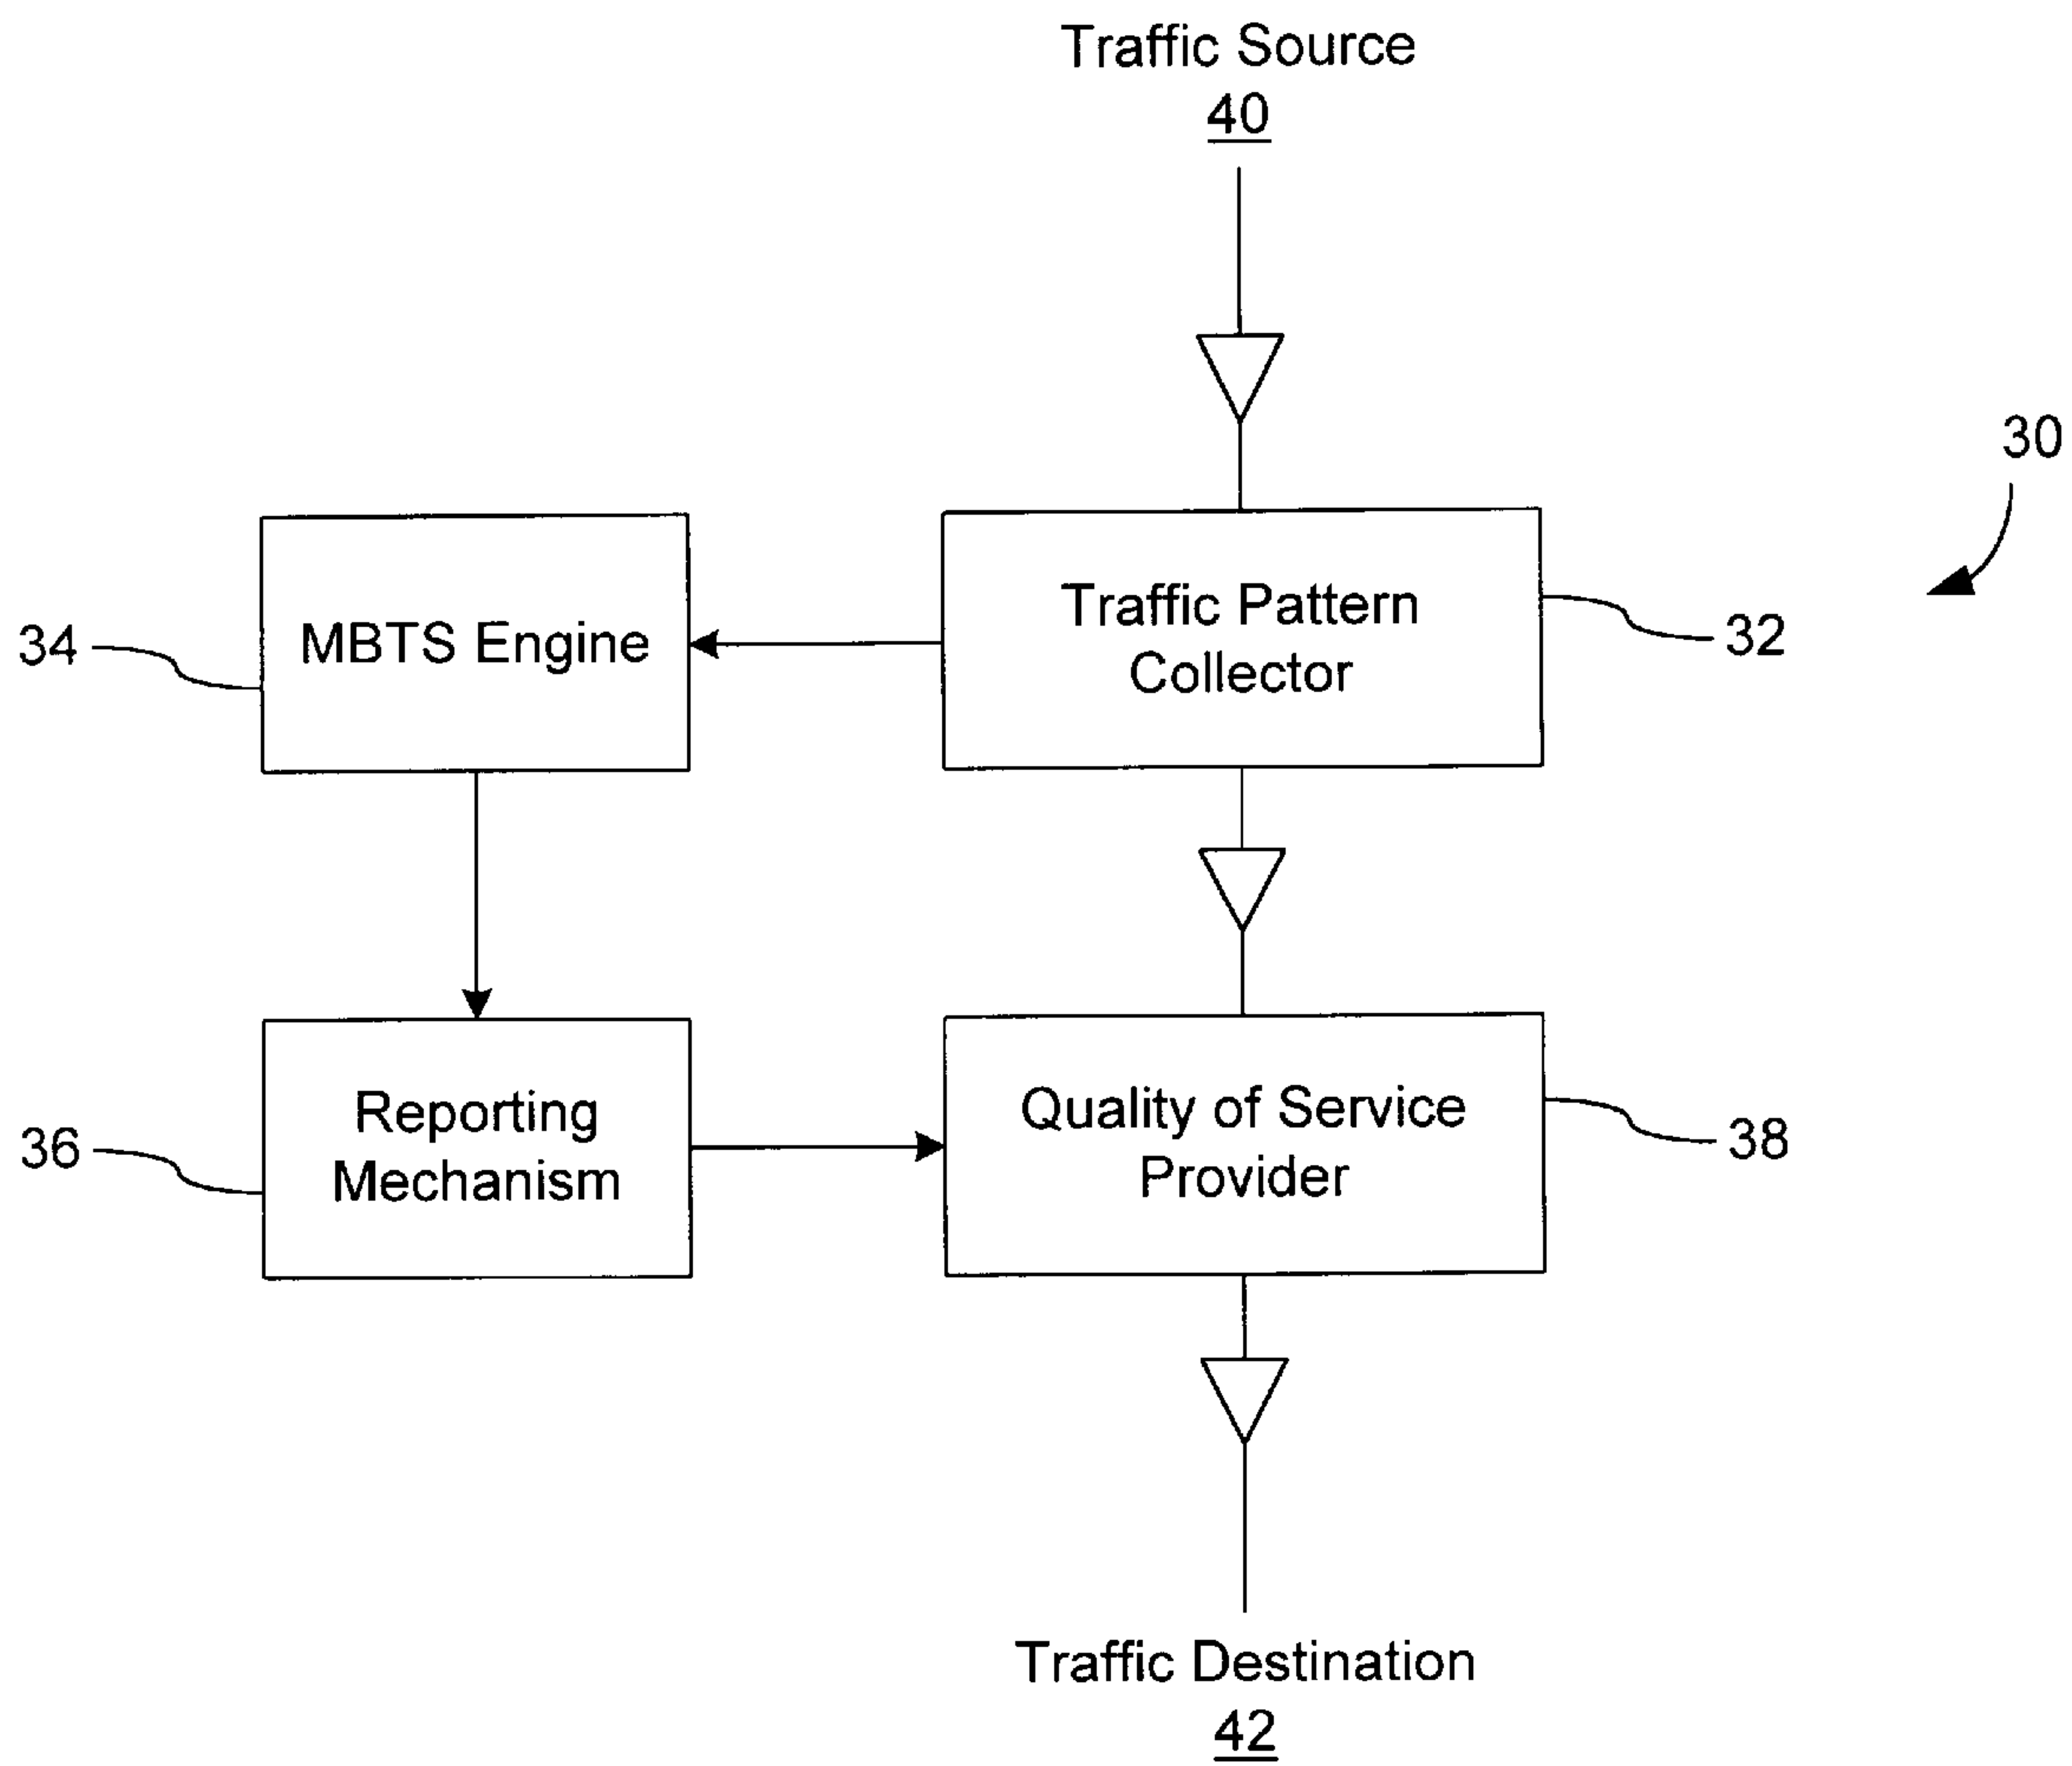 Traffic Source
40
30
MBTS Engine
34
Traffic Pattern
Collector
32
Reporting
Mechanism
36
Quality of Service
Provider
38
Traffic Destination
42